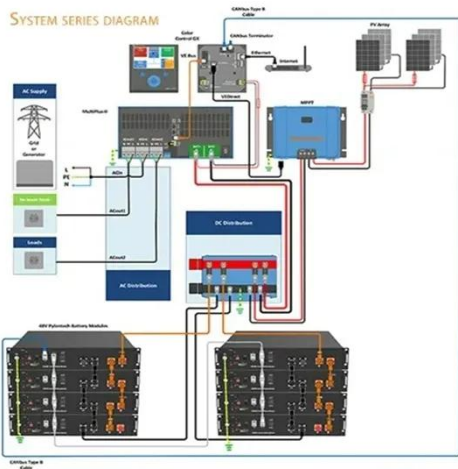 SYSTEM SERIES DIAGRAM
CANbus Type B
Cable
Color
Control GX
CANbus Terminator
PV Array
VE Bus
Ethernet
Internet
AC Supply
MultiPlus-II
VEDirect
MPPT
Grid
or
Generator
L
PE
N
ACin
Loads
ACout1
ACout2
DC Distribution
AC Distribution
48V Pylontech Battery Modules
CANbus Type B
Cable